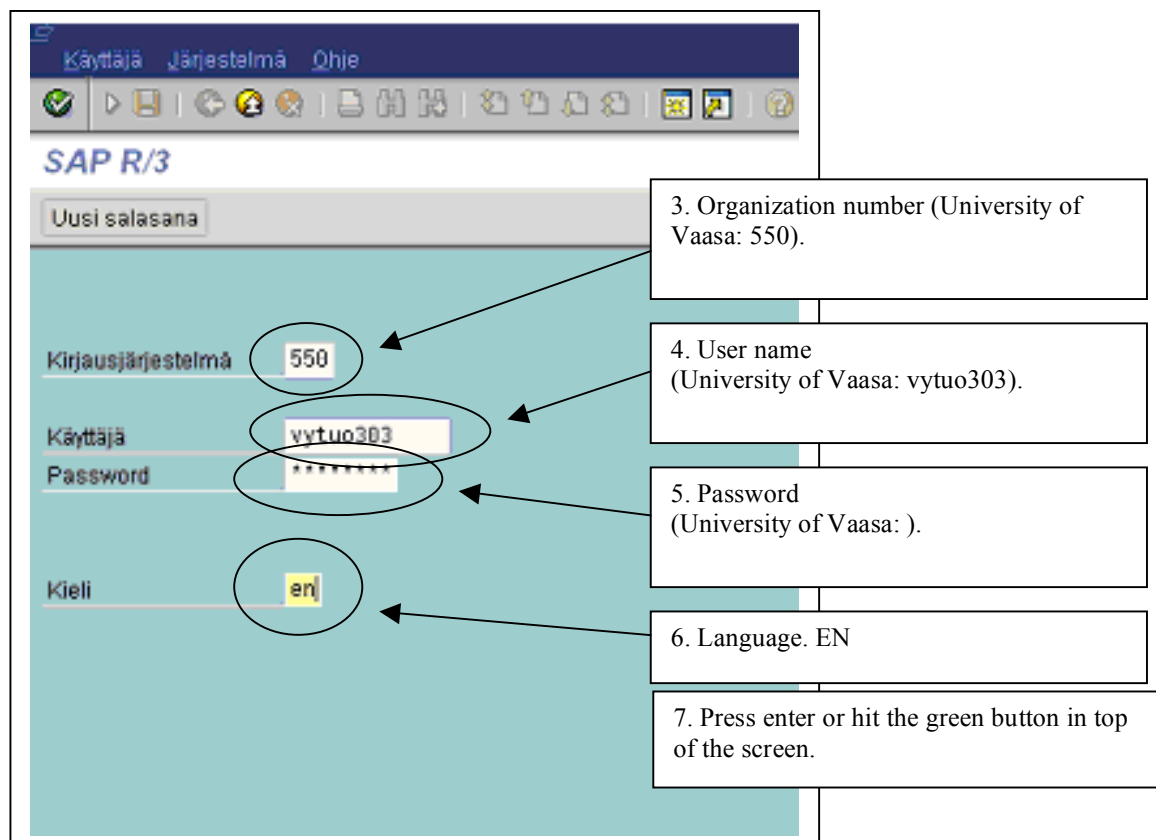 Käyttäjä Järjestelmä Ohje
SAP R/3
Uusi salasana
3. Organization number (University of
Vaasa: 550).
Kirjausjärjestelmä 550
4. User name
(University of Vaasa: vytuo303).
Käyttäjä vytuo303
Password ********
5. Password
(University of Vaasa: ).
Kieli en
6. Language. EN
7. Press enter or hit the green button in top
of the screen.